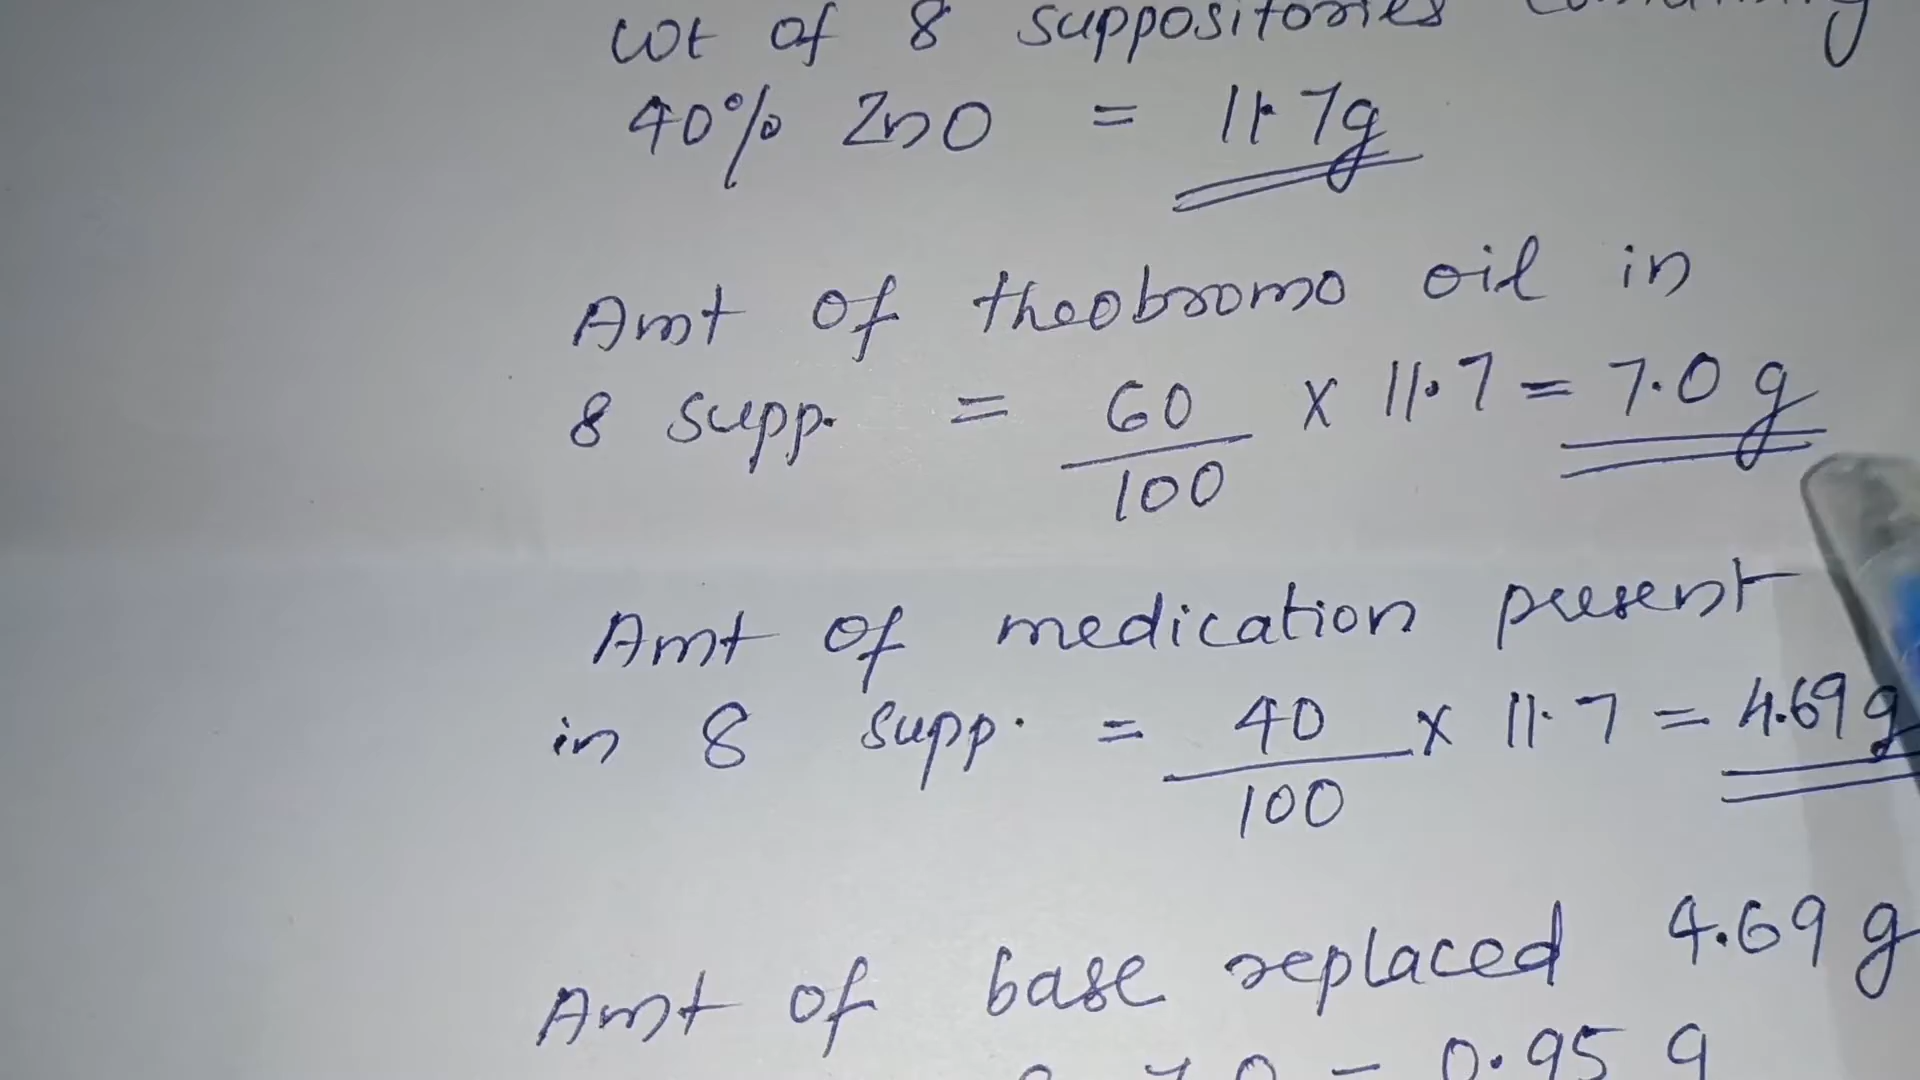 wt of 8 suppositories
40% ZnO = 11.7g
Amt of theobromo oil in
8 supp. = 60/100 x 11.7 = 7.0 g
Amt of medication present
in 8 supp. = 40/100 x 11.7 = 4.69 g
Amt of base replaced 4.69 g
= 0.95 g